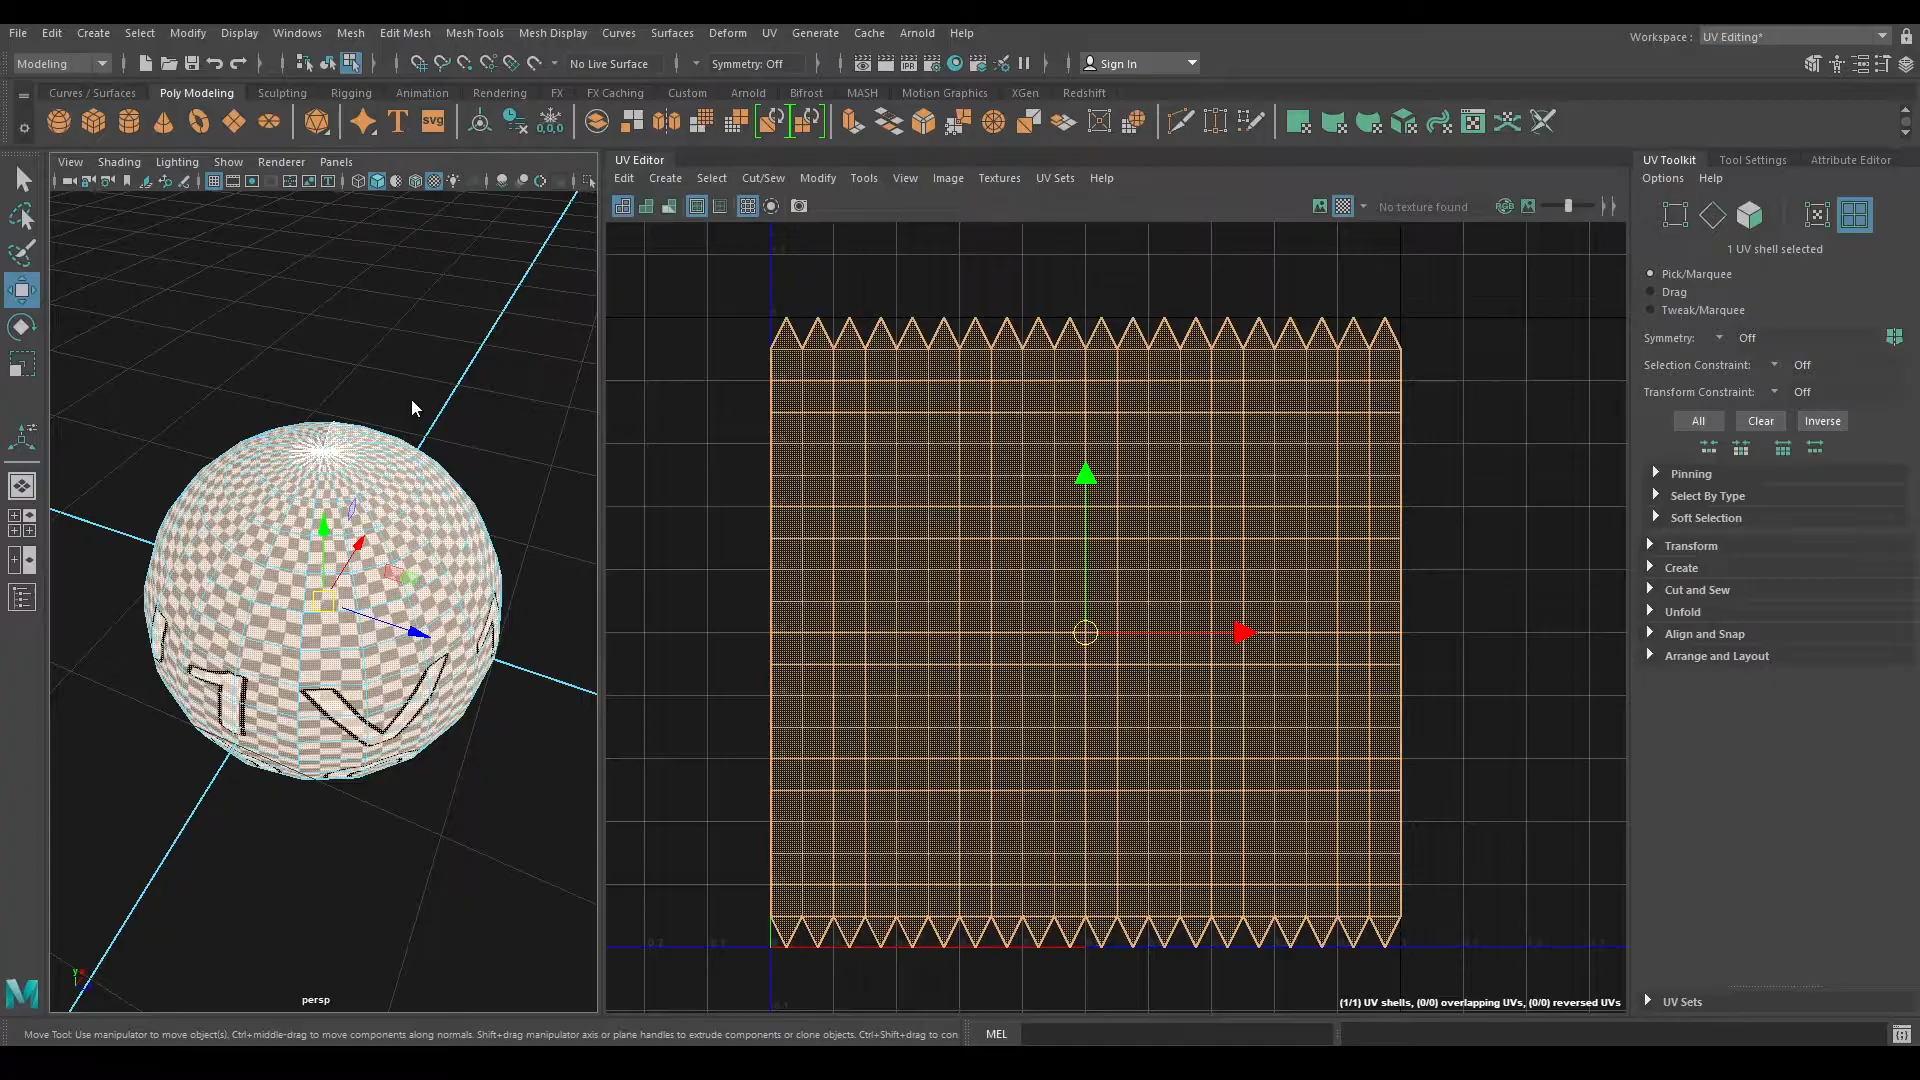 File Edit Create Select Modify Display Windows Mesh Edit Mesh Mesh Tools Mesh Display Curves Surfaces Deform UV Generate Cache Arnold Help
Workspace : UV Editing*
Modeling No Live Surface Symmetry: Off Sign In
Curves / Surfaces Poly Modeling Sculpting Rigging Animation Rendering FX FX Caching Custom Arnold Bifrost MASH Motion Graphics XGen Redshift
T svg 0,0,0
View Shading Lighting Show Renderer Panels
UV Editor
UV Toolkit Tool Settings Attribute Editor
Edit Select Select Cut/Sew Modify Tools View Image Textures UV Sets Help
Options Help
No texture found
1 UV shell selected
Pick/Marquee
Drag
Tweak/Marquee
Symmetry: Off
Selection Constraint: Off
Transform Constraint: Off
All Clear Inverse
Pinning
Select By Type
Soft Selection
Transform
Create
Cut and Sew
Unfold
Align and Snap
Arrange and Layout
persp
(1/1) UV shells, (0/0) overlapping UVs, (0/0) reversed UVs
UV Sets
Move Tool: Use manipulator to move object(s). Ctrl+middle-drag to move components along normals. Shift+drag manipulator axis or plane handles to extrude components or clone objects. Ctrl+Shift+drag to con
MEL